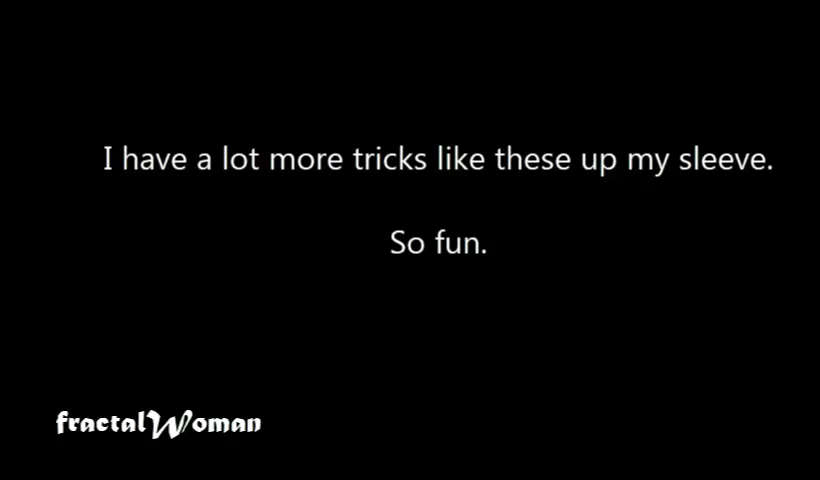 I have a lot more tricks like these up my sleeve.
So fun.
fractalWoman